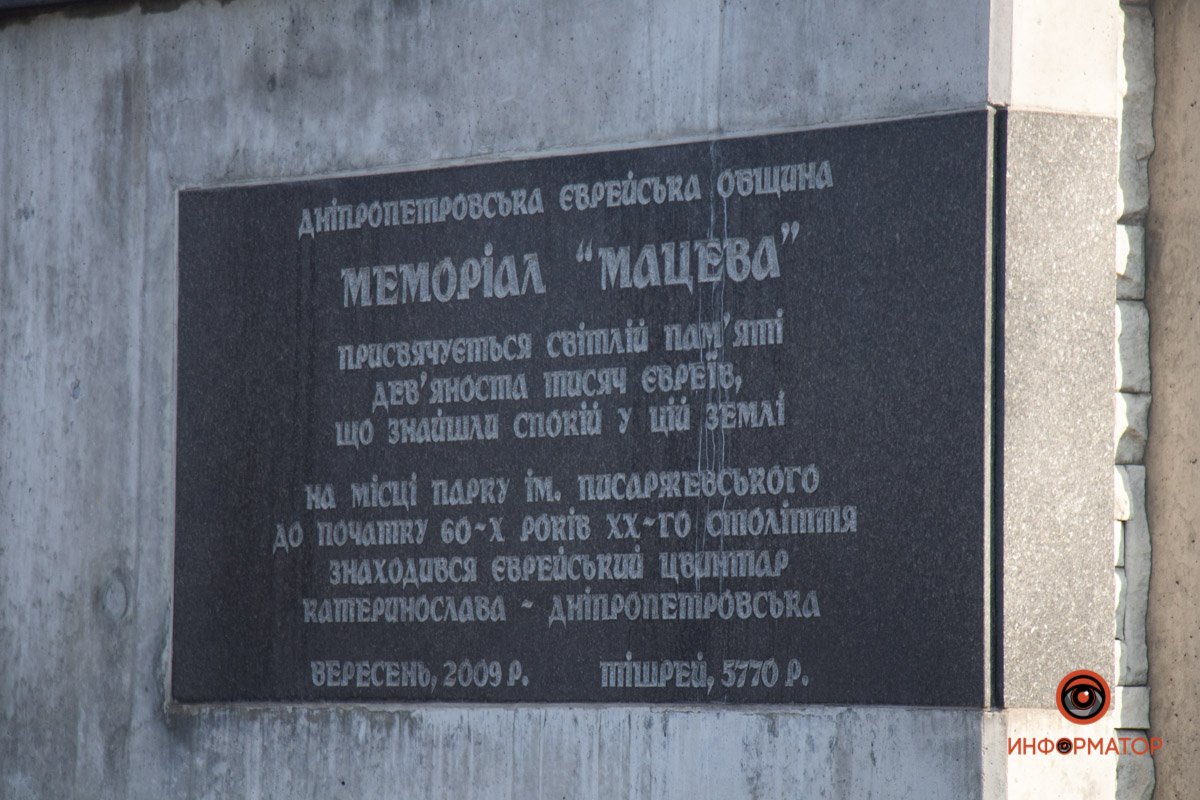 ДНІПРОПЕТРОВСЬКА ЄВРЕЙСЬКА ОБЩИНА
МЕМОРІАЛ "МАЦЕВА"
ПРИСВЯЧУЄТЬСЯ СВІТЛІЙ ПАМ'ЯТІ
ДЕВ'ЯНОСТА ТИСЯЧ ЄВРЕЇВ,
ЩО ЗНАЙШЛИ СПОКІЙ У ЦІЙ ЗЕМЛІ
НА МІСЦІ ПАРКУ ІМ. ПИСАРЖЕВСЬКОГО
ДО ПОЧАТКУ 60-Х РОКІВ ХХ-ГО СТОЛІТТЯ
ЗНАХОДИВСЯ ЄВРЕЙСЬКИЙ ЦВИНТАР
КАТЕРИНОСЛАВА - ДНІПРОПЕТРОВСЬКА
ВЕРЕСЕНЬ, 2009 Р. ТІШРЕЙ, 5770 Р.
ИНФОРМАТОР